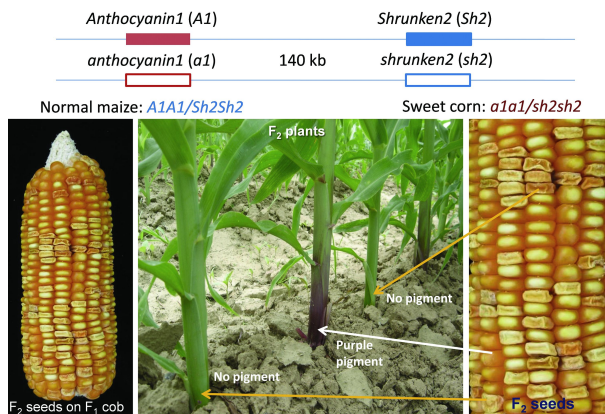 Anthocyanin1 (A1)
Shrunken2 (Sh2)
anthocyanin (a1)
140 kb
shrunken2 (sh2)
Normal maize: A1A1/Sh2Sh2
Sweet corn: a1a1/sh2sh2
F₂ plants
No pigment
Purple
pigment
No pigment
F₂ seeds on F₁ cob
F₂ seeds